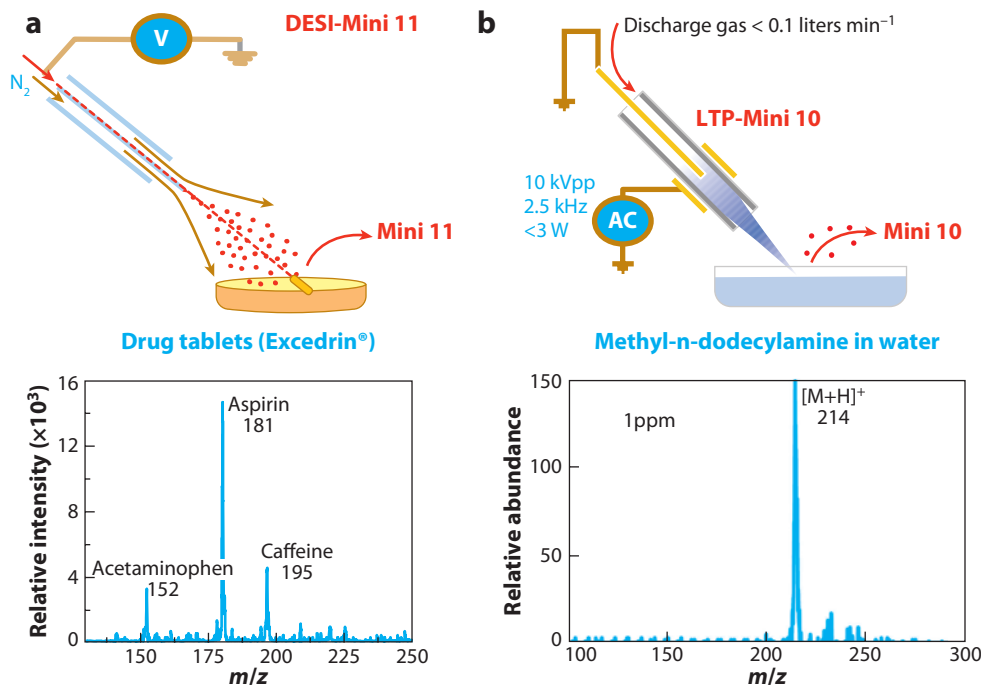 a
DESI-Mini 11
V
N₂
Mini 11
Drug tablets (Excedrin®)
Relative intensity (×10³)
16
12
8
4
0
Aspirin
181
Acetaminophen
152
Caffeine
195
150
175
200
225
250
m/z
b
Discharge gas < 0.1 liters min⁻¹
LTP-Mini 10
10 kVpp
2.5 kHz
<3 W
AC
Mini 10
Methyl-n-dodecylamine in water
Relative abundance
150
100
50
0
1ppm
[M+H]⁺
214
100
150
200
250
300
m/z